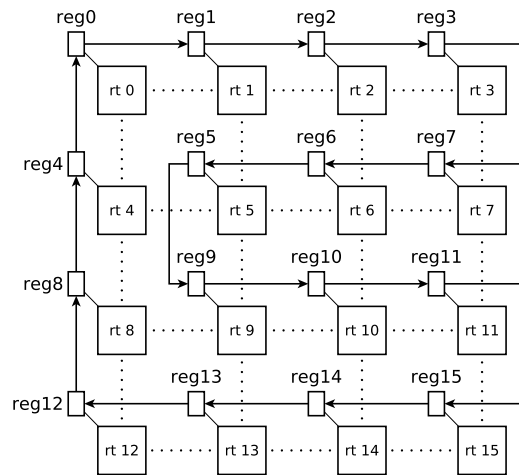 reg0 reg1 reg2 reg3
rt 0 rt 1 rt 2 rt 3
reg4 reg5 reg6 reg7
rt 4 rt 5 rt 6 rt 7
reg8 reg9 reg10 reg11
rt 8 rt 9 rt 10 rt 11
reg12 reg13 reg14 reg15
rt 12 rt 13 rt 14 rt 15